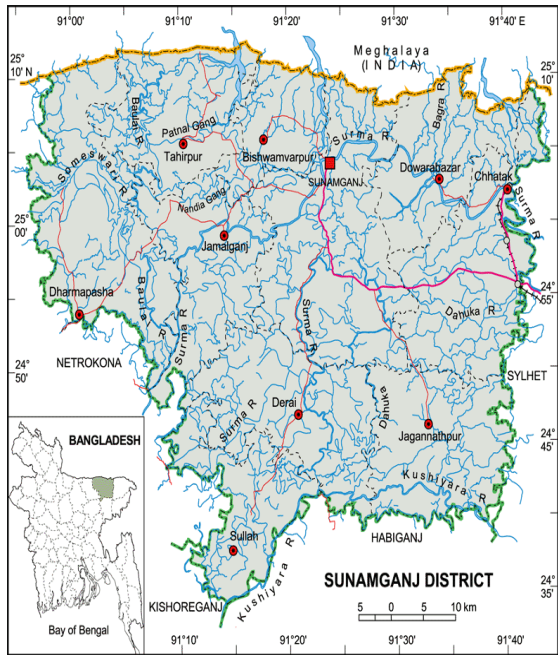 91°00'
91°10'
91°20'
91°30'
91°40' E
25°
10' N
25°
10'
Meghalaya
(INDIA)
Baulai R
Patnai Gang
Tahirpur
Bishwamvarpur
Surma R
Bagra R
SUNAMGANJ
Dowarabazar
Chhatak
Surma R
Someswari R
Nandia Gang
25°
00'
Jamalganj
Dharmapasha
Baura R
Surma R
Surma R
Dahuka R
24°
55'
NETROKONA
24°
50'
SYLHET
Derai
Dahuka
Surma R
Jagannathpur
24°
45'
BANGLADESH
Kushiyara R
Sullah
HABIGANJ
Kushiyara R
KISHOREGANJ
SUNAMGANJ DISTRICT
24°
35'
5 0 5 10 km
Bay of Bengal
91°10'
91°20'
91°30'
91°40'